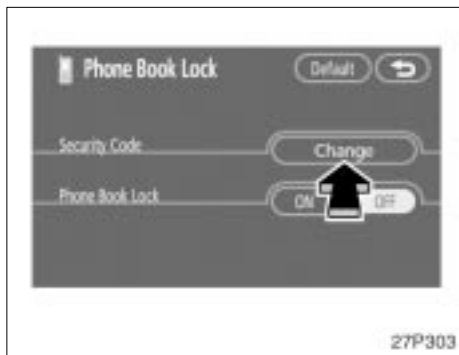 Phone Book Lock Default
Security Code Change
Phone Book Lock ON OFF
27P303